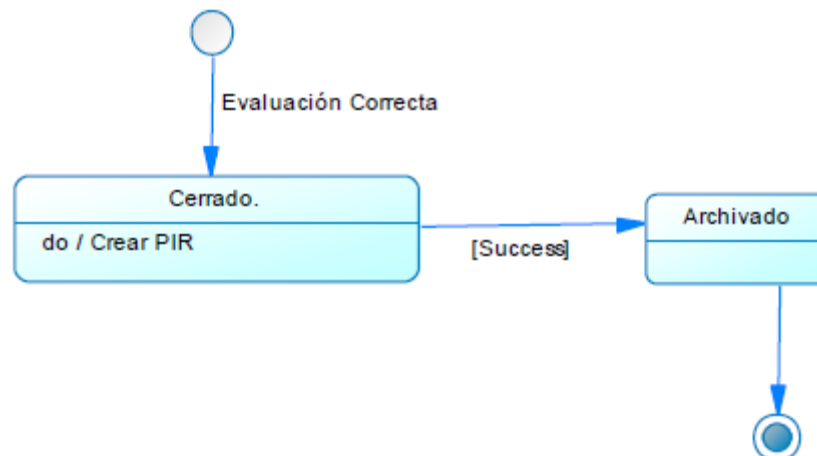 Evaluación Correcta
Cerrado.
do / Crear PIR
[Success]
Archivado